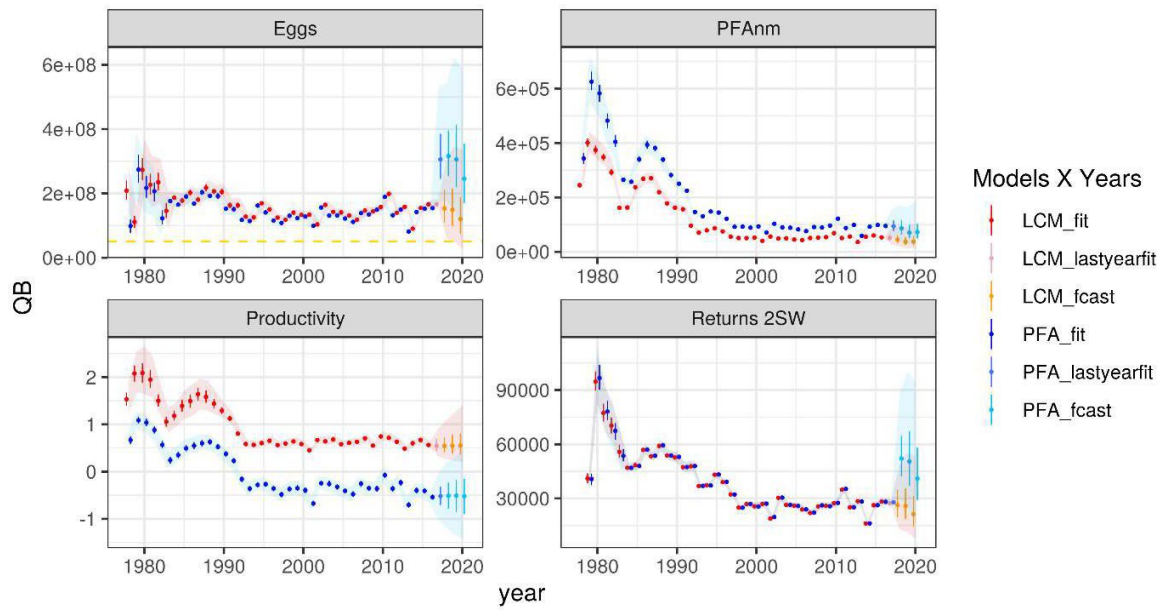 Eggs
PFAnm
6e+08
4e+08
2e+08
0e+00
1980 1990 2000 2010 2020
6e+05
4e+05
2e+05
0e+00
1980 1990 2000 2010 2020
QB
Productivity
Returns 2SW
2
1
0
-1
1980 1990 2000 2010 2020
90000
60000
30000
1980 1990 2000 2010 2020
year
Models X Years
LCM_fit
LCM_lastyearfit
LCM_fcast
PFA_fit
PFA_lastyearfit
PFA_fcast